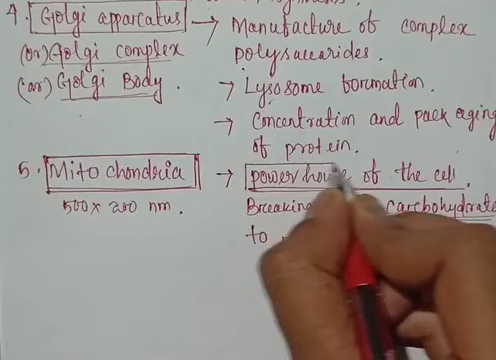 4. Golgi apparatus → Manufacture of complex
(or) Golgi complex polysaccarides.
(or) Golgi Body. → Lysosome formation.
→ Concentration and packaging
of protein.
5. Mitochondria → power house of the cell.
500 x 200 nm. Breaking carbohydrate
to